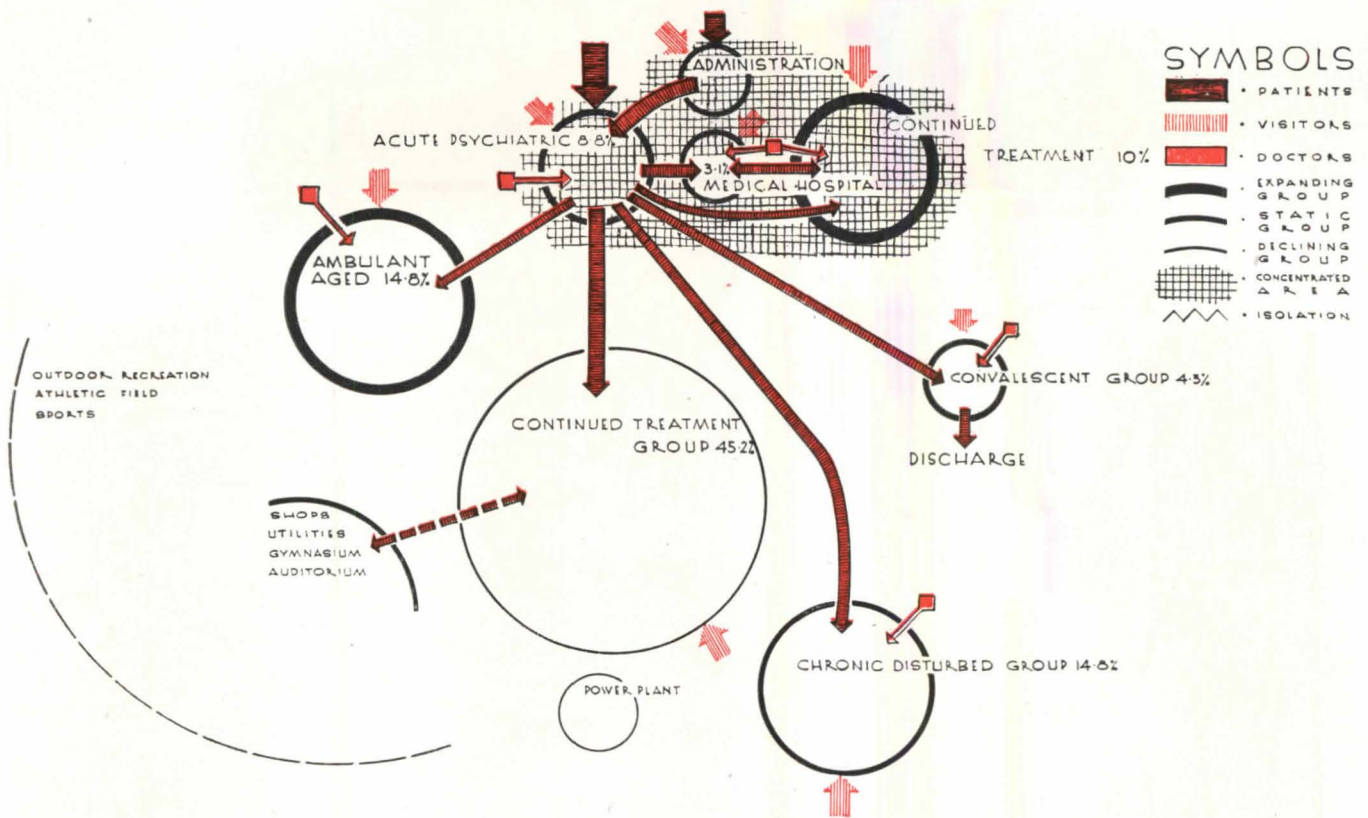 ADMINISTRATION
ACUTE PSYCHIATRIC 8·8%
CONTINUED
TREATMENT 10%
3·1%
MEDICAL HOSPITAL
AMBULANT
AGED 14·8%
OUTDOOR RECREATION
ATHLETIC FIELD
SPORTS
CONTINUED TREATMENT
GROUP 45·2%
CONVALESCENT GROUP 4·3%
DISCHARGE
SHOPS
UTILITIES
GYMNASIUM
AUDITORIUM
CHRONIC DISTURBED GROUP 14·8%
POWER PLANT
SYMBOLS
· PATIENTS
· VISITORS
· DOCTORS
· EXPANDING
GROUP
· STATIC
GROUP
· DECLINING
GROUP
· CONCENTRATED
AREA
· ISOLATION